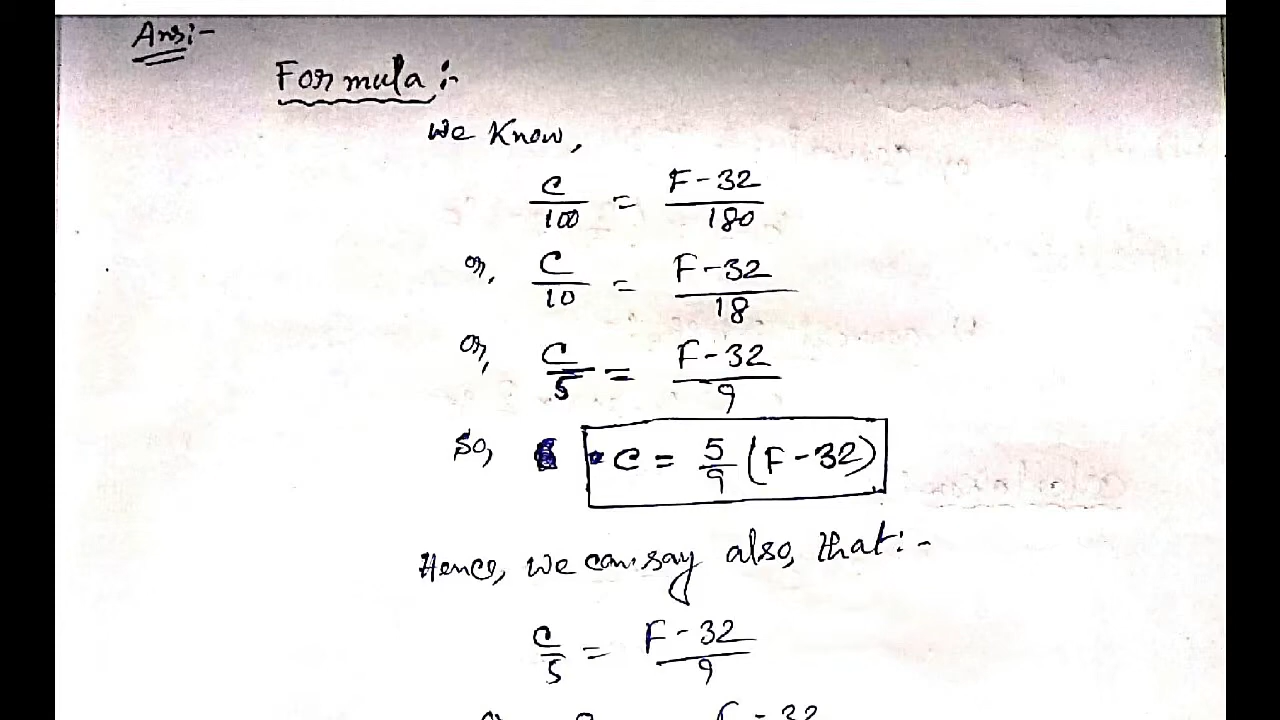 Ans:-
Formula:-
We Know,
C/100 = F-32/180
or, C/10 = F-32/18
or, C/5 = F-32/9
So, C = 5/9 (F-32)
Hence, we can say also, that:-
C/5 = F-32/9
F-32